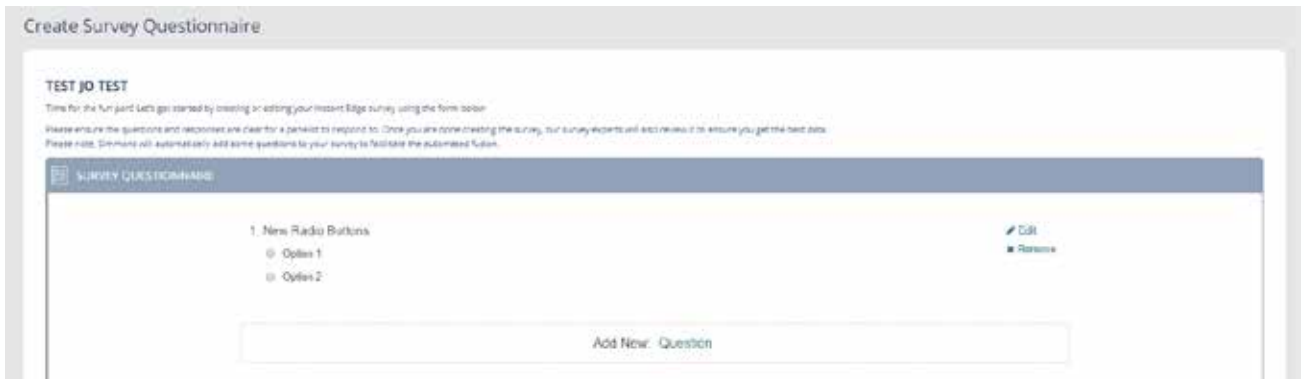 Create Survey Questionnaire
TEST JO TEST
Time for the fun part! Let's get started by creating or editing your Instant Edge survey using the form below
Please ensure the questions and responses are clear for a panelist to respond to. Once you are done creating the survey, our survey experts will also review it to ensure you get the best data.
Please note, Simmons will automatically add some questions to your survey to facilitate the automated fusion.
SURVEY QUESTIONNAIRE
1. New Radio Buttons
Edit
Option 1
Remove
Option 2
Add New: Question